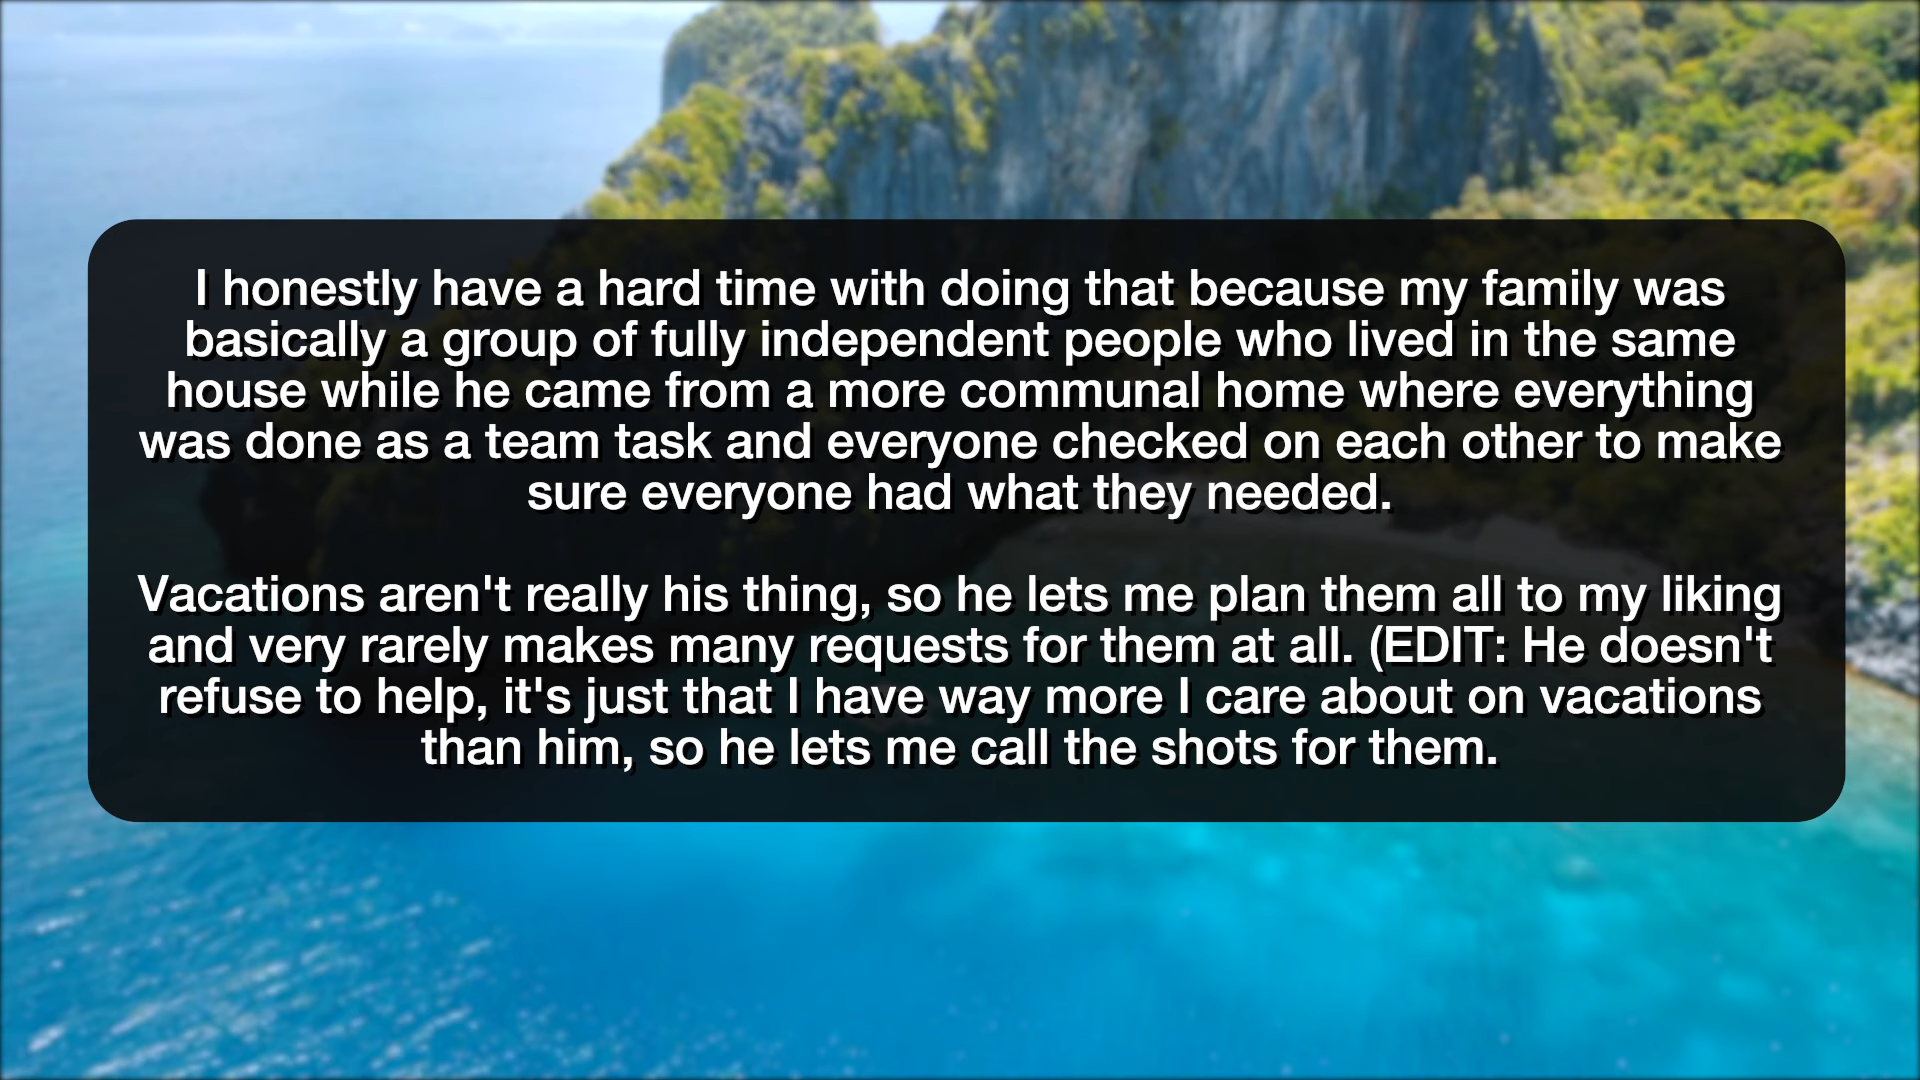 I honestly have a hard time with doing that because my family was
basically a group of fully independent people who lived in the same
house while he came from a more communal home where everything
was done as a team task and everyone checked on each other to make
sure everyone had what they needed.
Vacations aren't really his thing, so he lets me plan them all to my liking
and very rarely makes many requests for them at all. (EDIT: He doesn't
refuse to help, it's just that I have way more I care about on vacations
than him, so he lets me call the shots for them.